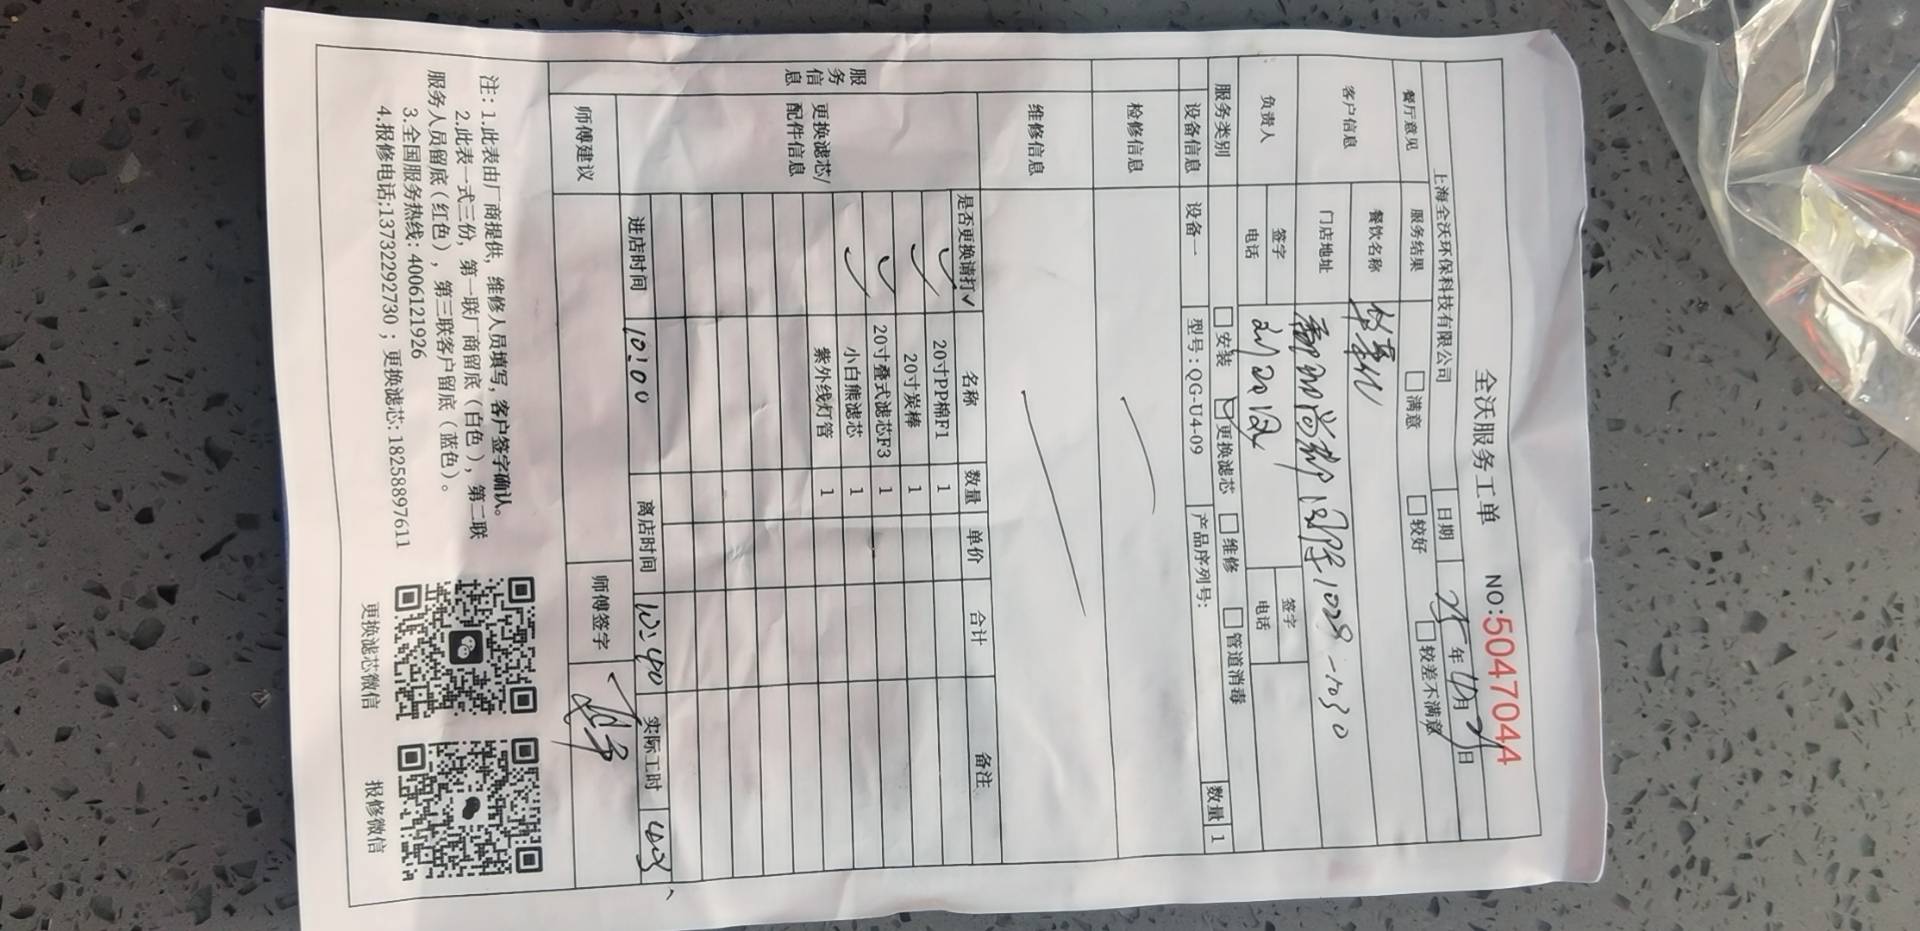 全沃服务工单 NO:5047044
上海全沃环保科技有限公司 日期 25年10月21日
餐厅意见 服务结果 □满意 □较好 □较差不满意
客户信息 餐饮名称
门店地址 1029-1030
负责人 签字 签字
电话 电话
服务类别 □安装 ☑更换滤芯 □维修 □管道消毒
设备信息 设备一 型号:QG-U4-09 产品序列号: 数量 1
服务信息
检修信息
维修信息
更换滤芯/配件信息
是否更换请打✓ 名称 数量 单价 合计 备注
✓ 20寸PP棉F1 1
✓ 20寸炭棒 1
✓ 20寸叠式滤芯F3 1
✓ 小白熊滤芯 1
紫外线灯管 1
进店时间 10:00 离店时间 10:40 实际工时
师傅建议 师傅签字
注:1.此表由厂商提供,维修人员填写,客户签字确认。
2.此表一式三份,第一联厂商留底(白色),第二联
服务人员留底(红色),第三联客户留底(蓝色)。
3.全国服务热线:4006121926
4.报修电话:13732292730;更换滤芯:18258897611
更换滤芯微信 报修微信